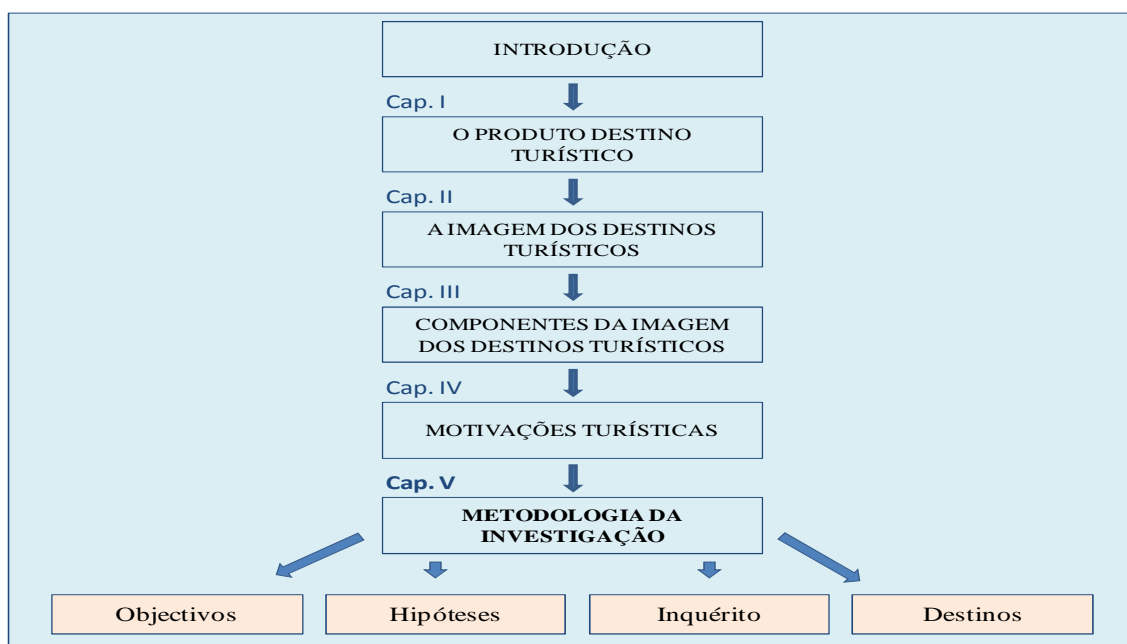 INTRODUÇÃO
Cap. I
O PRODUTO DESTINO
TURÍSTICO
Cap. II
A IMAGEM DOS DESTINOS
TURÍSTICOS
Cap. III
COMPONENTES DA IMAGEM
DOS DESTINOS TURÍSTICOS
Cap. IV
MOTIVAÇÕES TURÍSTICAS
Cap. V
METODOLOGIA DA
INVESTIGAÇÃO
Objectivos
Hipóteses
Inquérito
Destinos